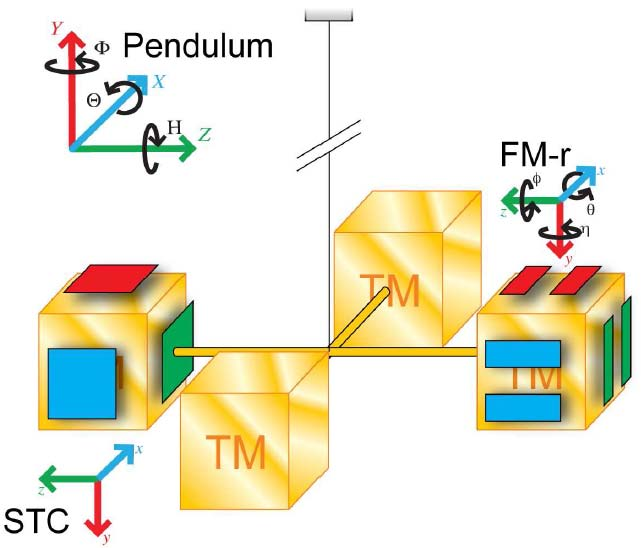 Y
Φ
Pendulum
X
Θ
H
Z
FM-r
ϕ
x
z
θ
η
y
TM
TM
TM
x
z
STC
y